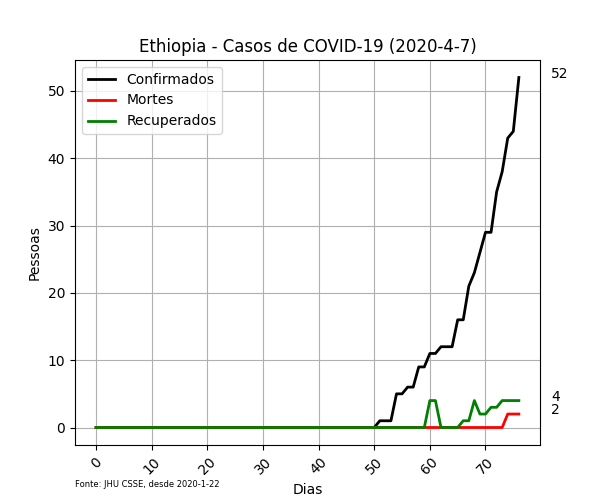 Ethiopia - Casos de COVID-19 (2020-4-7)
Confirmados
Mortes
Recuperados
52
50
40
30
20
10
0
4
2
Pessoas
0 10 20 30 40 50 60 70
Dias
Fonte: JHU CSSE, desde 2020-1-22